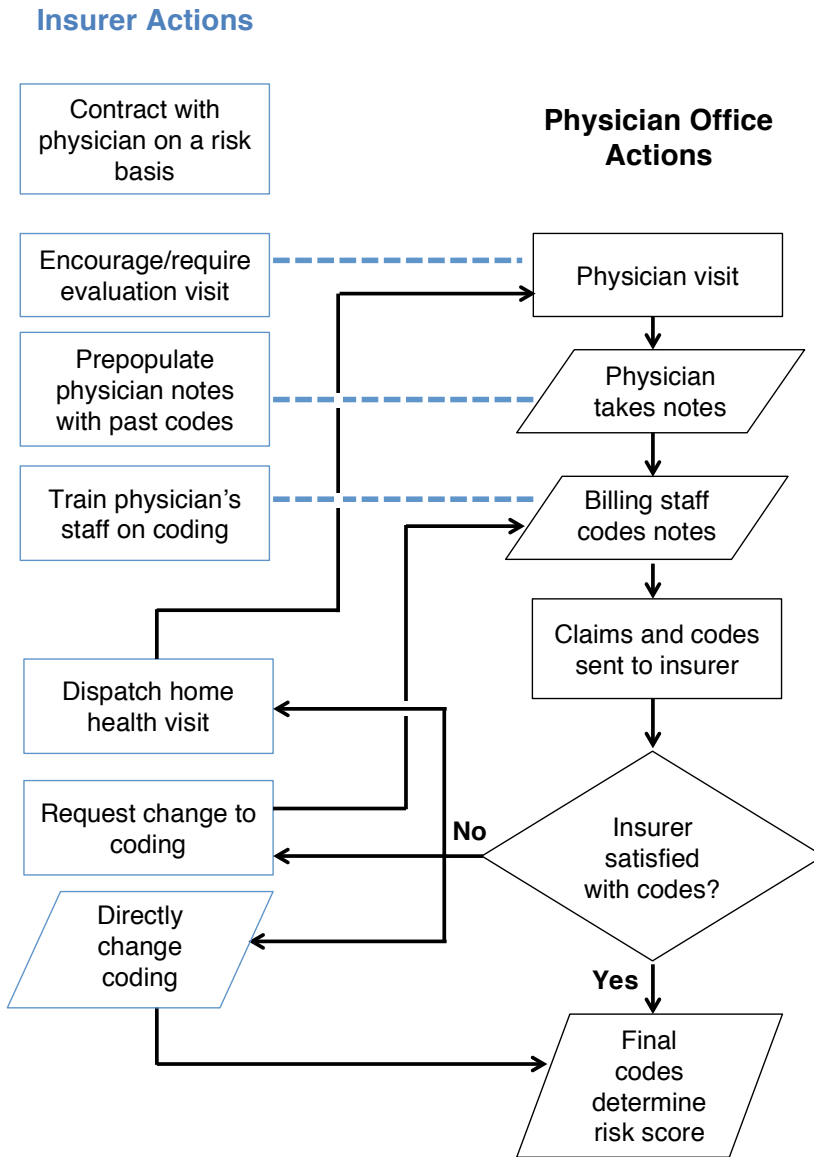 Insurer Actions
Contract with
physician on a risk
basis
Physician Office
Actions
Encourage/require
evaluation visit
Physician visit
Prepopulate
physician notes
with past codes
Physician
takes notes
Train physician’s
staff on coding
Billing staff
codes notes
Claims and codes
sent to insurer
Dispatch home
health visit
Request change to
coding
No
Insurer
satisfied
with codes?
Directly
change
coding
Yes
Final
codes
determine
risk score